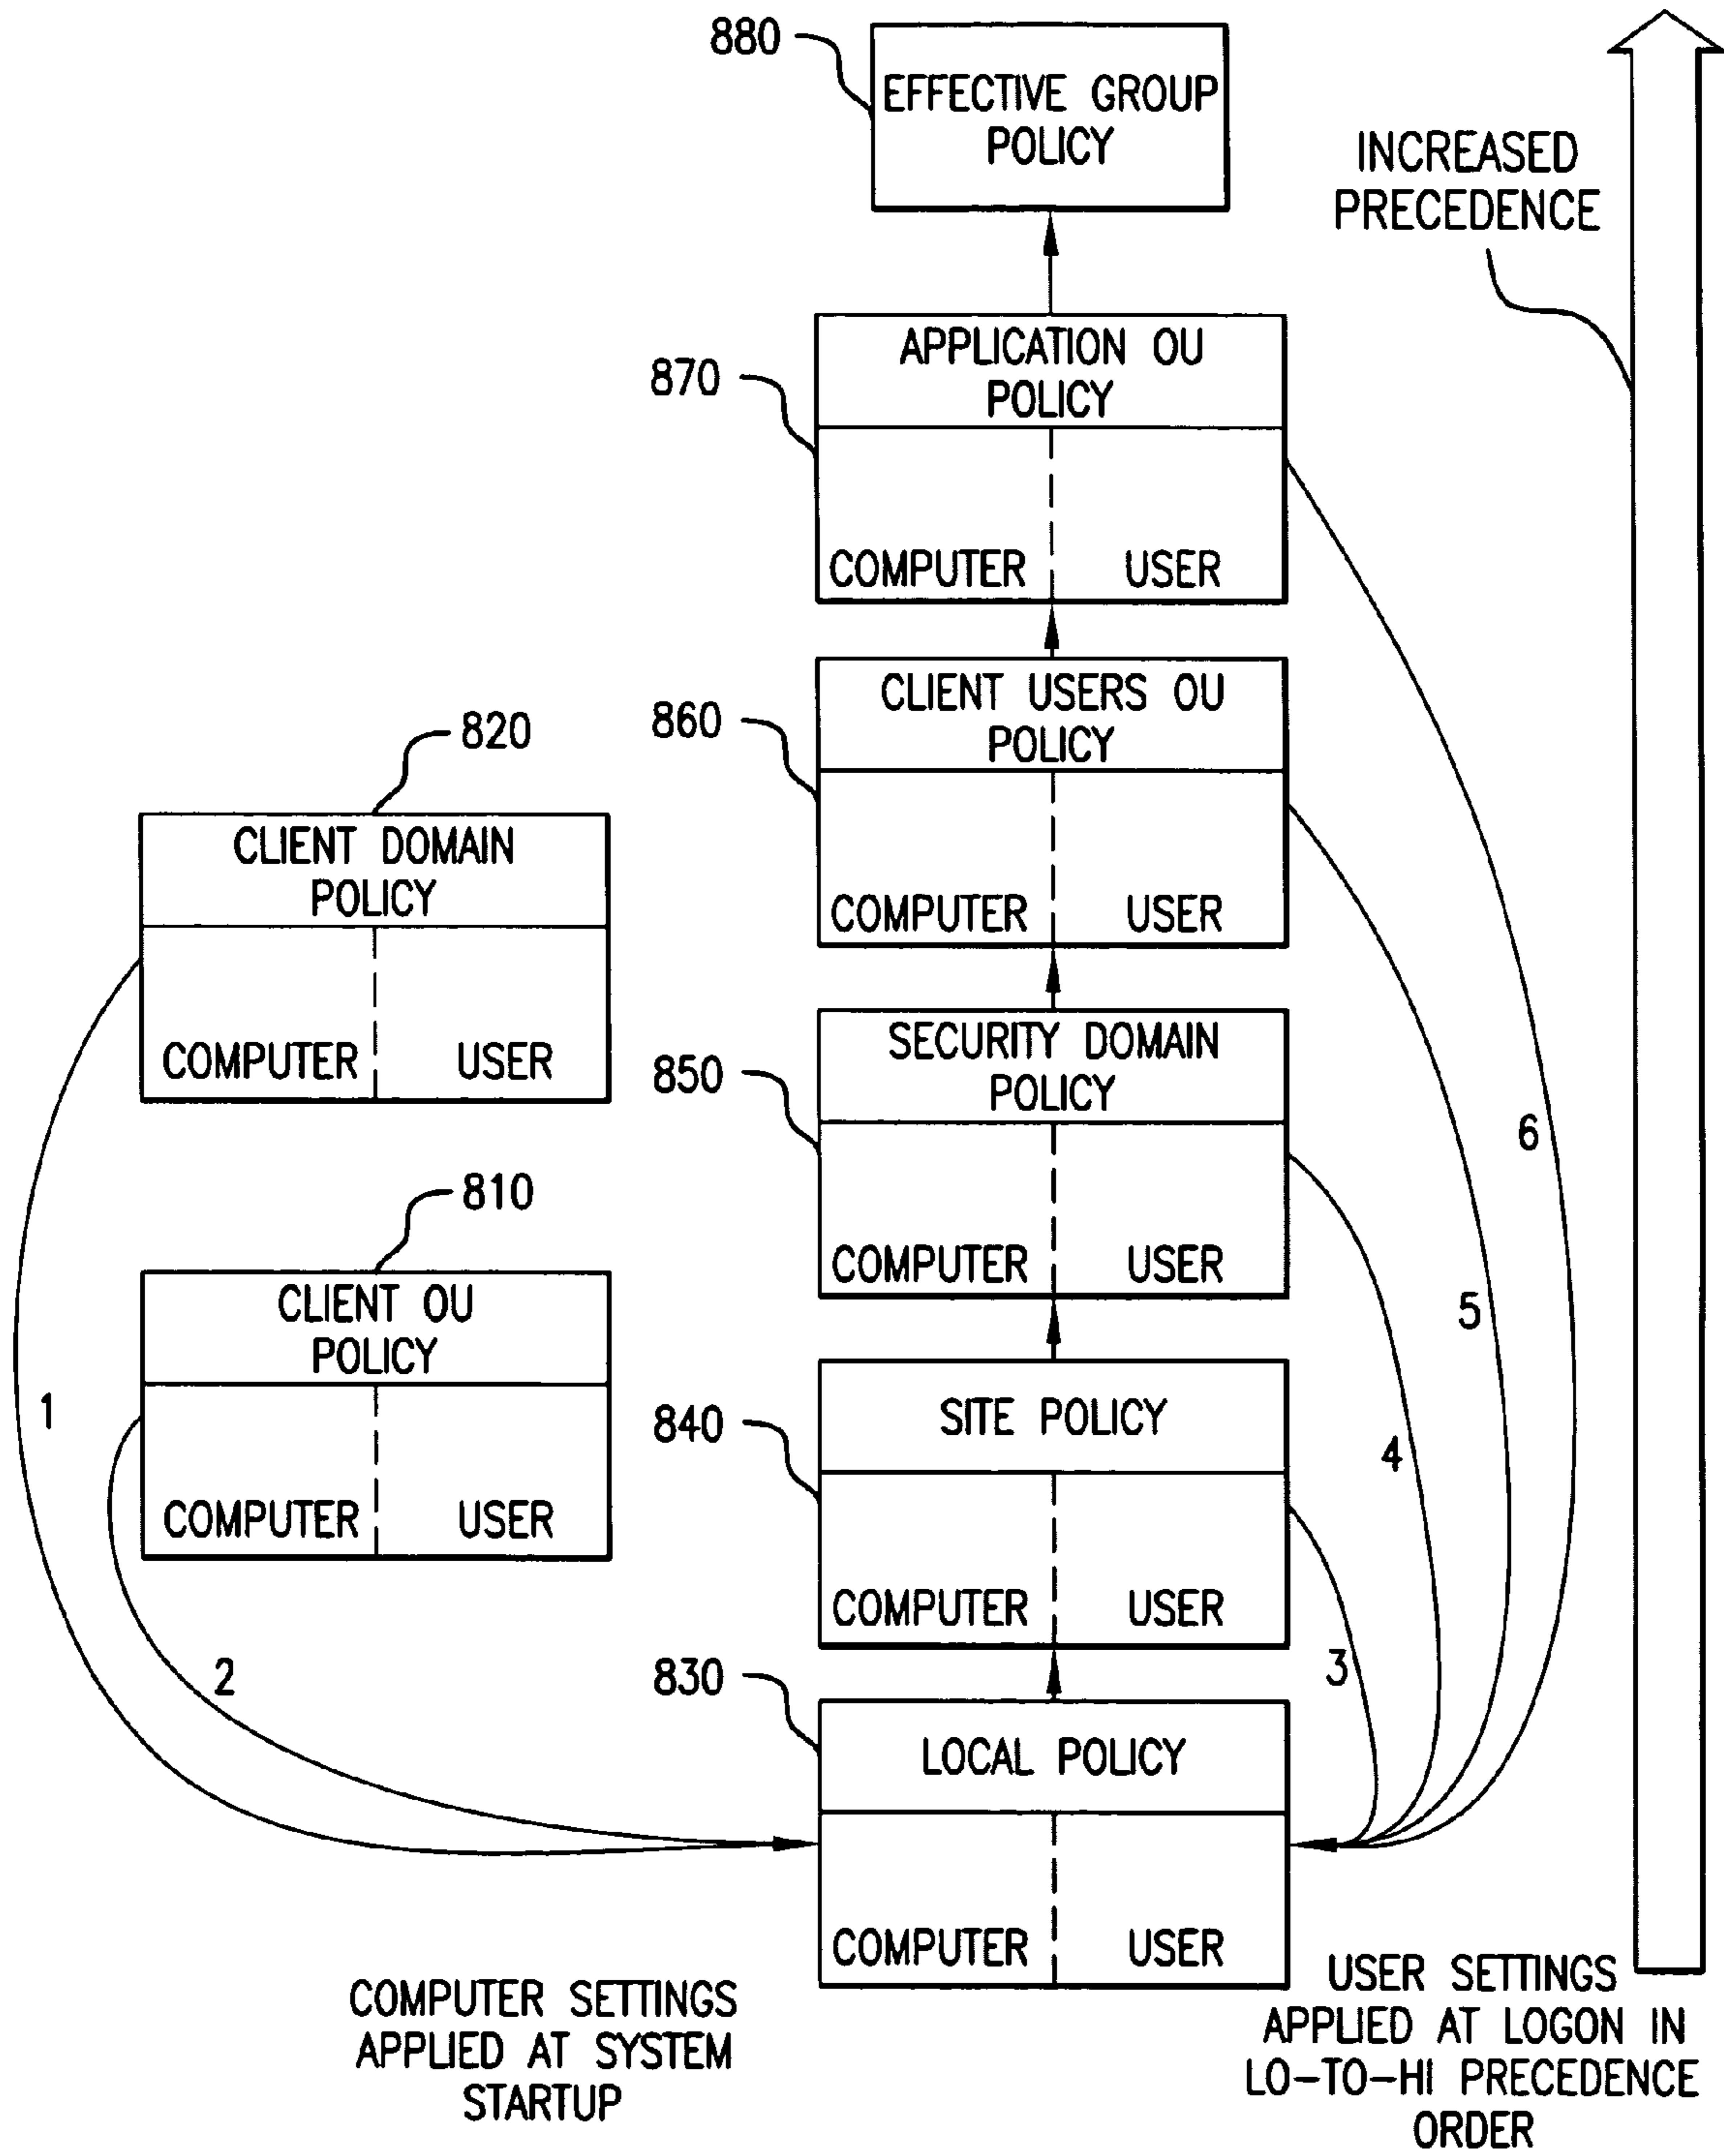 880
EFFECTIVE GROUP
POLICY
INCREASED
PRECEDENCE
870
APPLICATION OU
POLICY
COMPUTER USER
860
CLIENT USERS OU
POLICY
COMPUTER USER
820
CLIENT DOMAIN
POLICY
COMPUTER USER
850
SECURITY DOMAIN
POLICY
COMPUTER USER
6
810
CLIENT OU
POLICY
COMPUTER USER
5
1
840
SITE POLICY
COMPUTER USER
4
2
3
830
LOCAL POLICY
COMPUTER USER
COMPUTER SETTINGS
APPLIED AT SYSTEM
STARTUP
USER SETTINGS
APPLIED AT LOGON IN
LO-TO-HI PRECEDENCE
ORDER